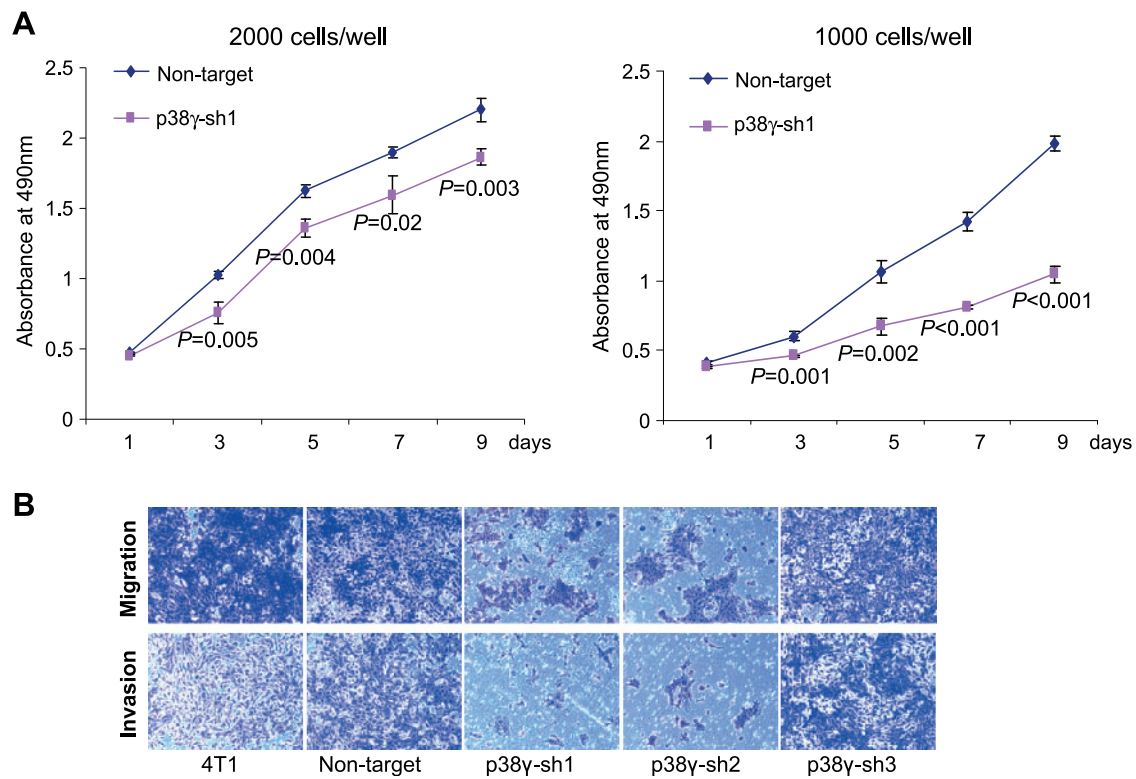 A
2000 cells/well
Absorbance at 490nm
2.5
2
1.5
1
0.5
0
Non-target
p38γ-sh1
P=0.005
P=0.004
P=0.02
P=0.003
1 3 5 7 9 days
1000 cells/well
Absorbance at 490nm
2.5
2
1.5
1
0.5
0
Non-target
p38γ-sh1
P=0.001
P=0.002
P<0.001
P<0.001
1 3 5 7 9 days
B
Migration
Invasion
4T1 Non-target p38γ-sh1 p38γ-sh2 p38γ-sh3